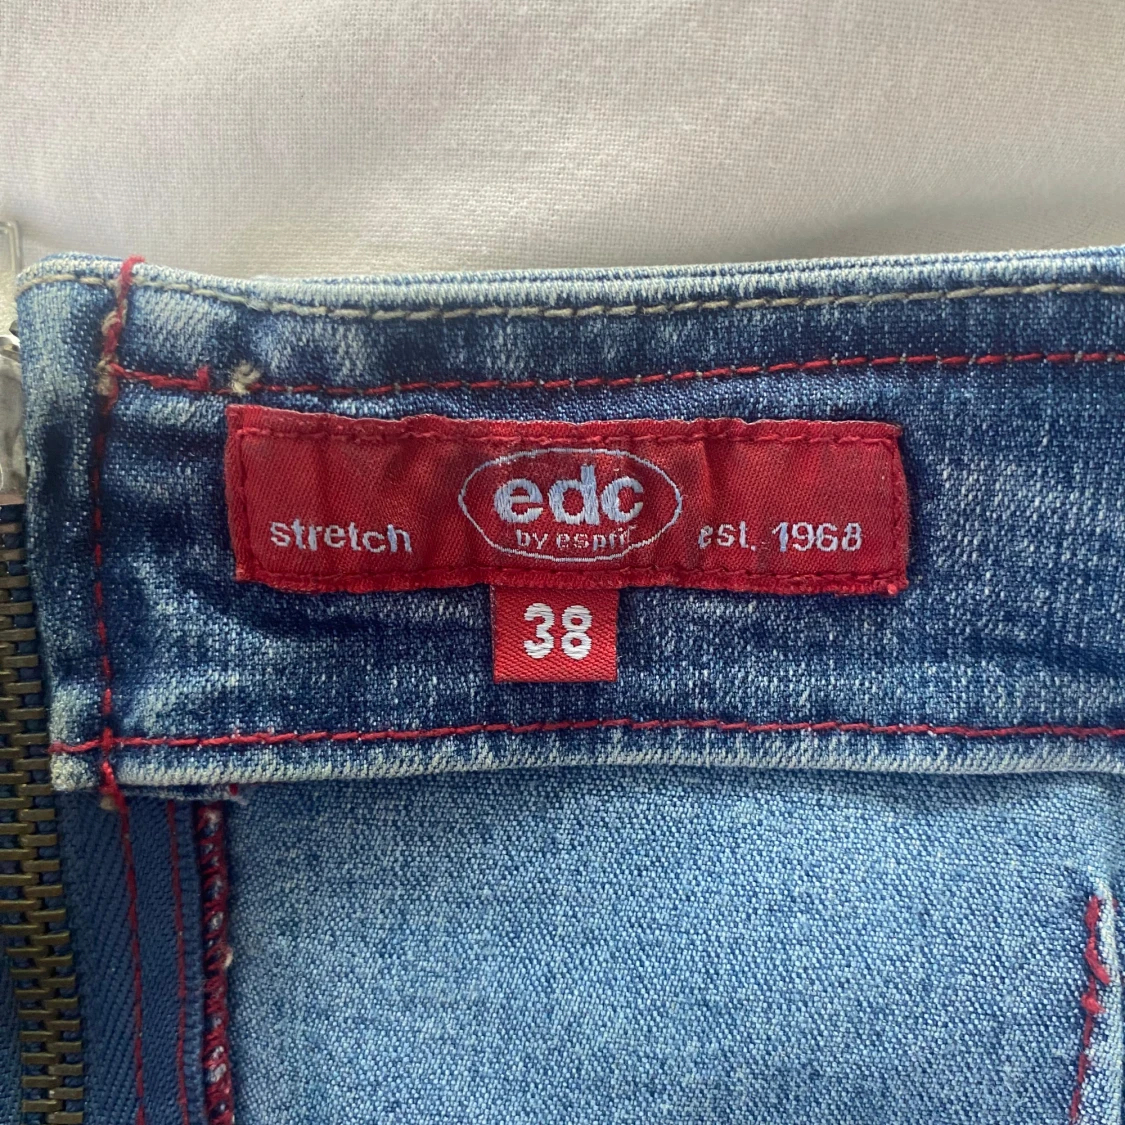 edc
stretch by esprit est. 1968
38